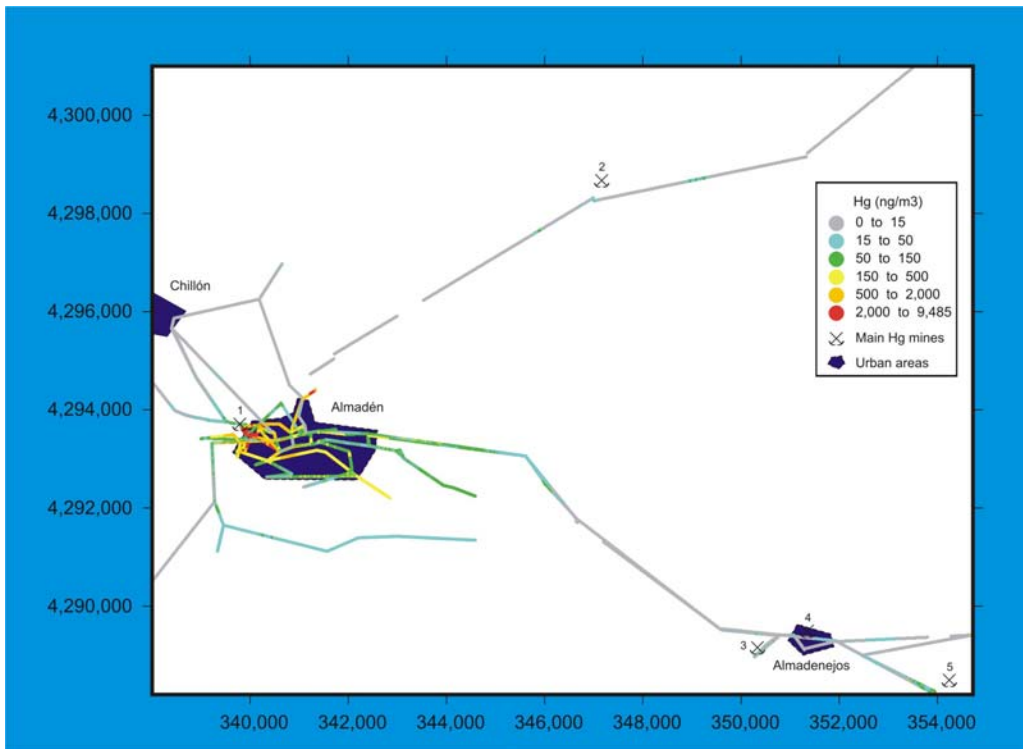 4,300,000
4,298,000
4,296,000
4,294,000
4,292,000
4,290,000
2
Hg (ng/m3)
0 to 15
15 to 50
50 to 150
150 to 500
500 to 2,000
2,000 to 9,485
Main Hg mines
Urban areas
Chillón
1
Almadén
4
3
Almadenejos
5
340,000 342,000 344,000 346,000 348,000 350,000 352,000 354,000